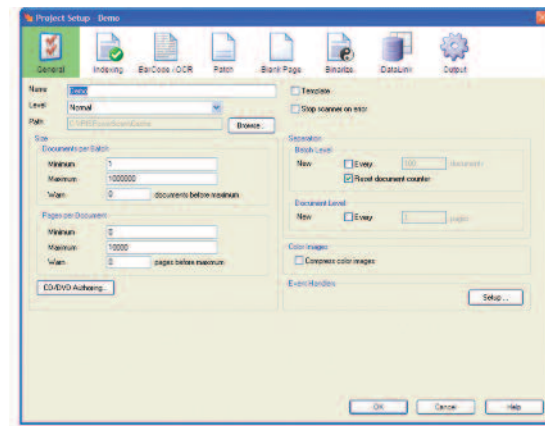 Project Setup Demo
General Indexing BarCode / OCR Patch Blank Page Binarize DataLink Output
Name Demo
Template
Level Normal
Stop scanner on error
Path
Browse...
Size
Separation
Documents per Batch
Batch Level
Minimum 1
New Every 100 documents
Maximum 1000000
Reset document counter
Warn 0 documents before maximum
Document Level
Pages per Document
New Every 1 pages
Minimum 0
Maximum 10000
Color Images
Warn 0 pages before maximum
Compress color images
CD/DVD Authoring...
Event Handlers
Setup ...
OK Cancel Help